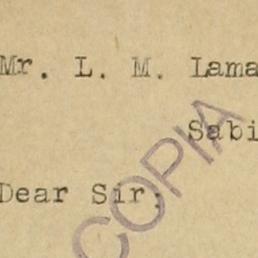 Mr. L. M. Lama
Sabi
Dear Sir:
COPIA